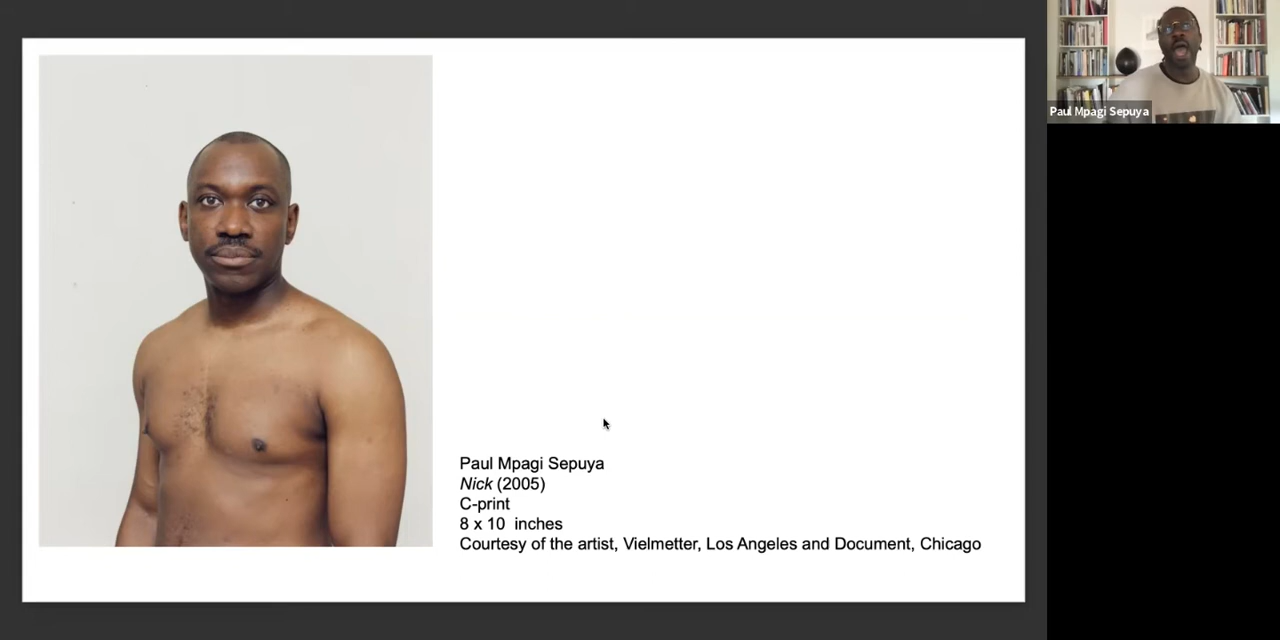 Paul Mpagi Sepuya
Paul Mpagi Sepuya
Nick (2005)
C-print
8 x 10 inches
Courtesy of the artist, Vielmetter, Los Angeles and Document, Chicago